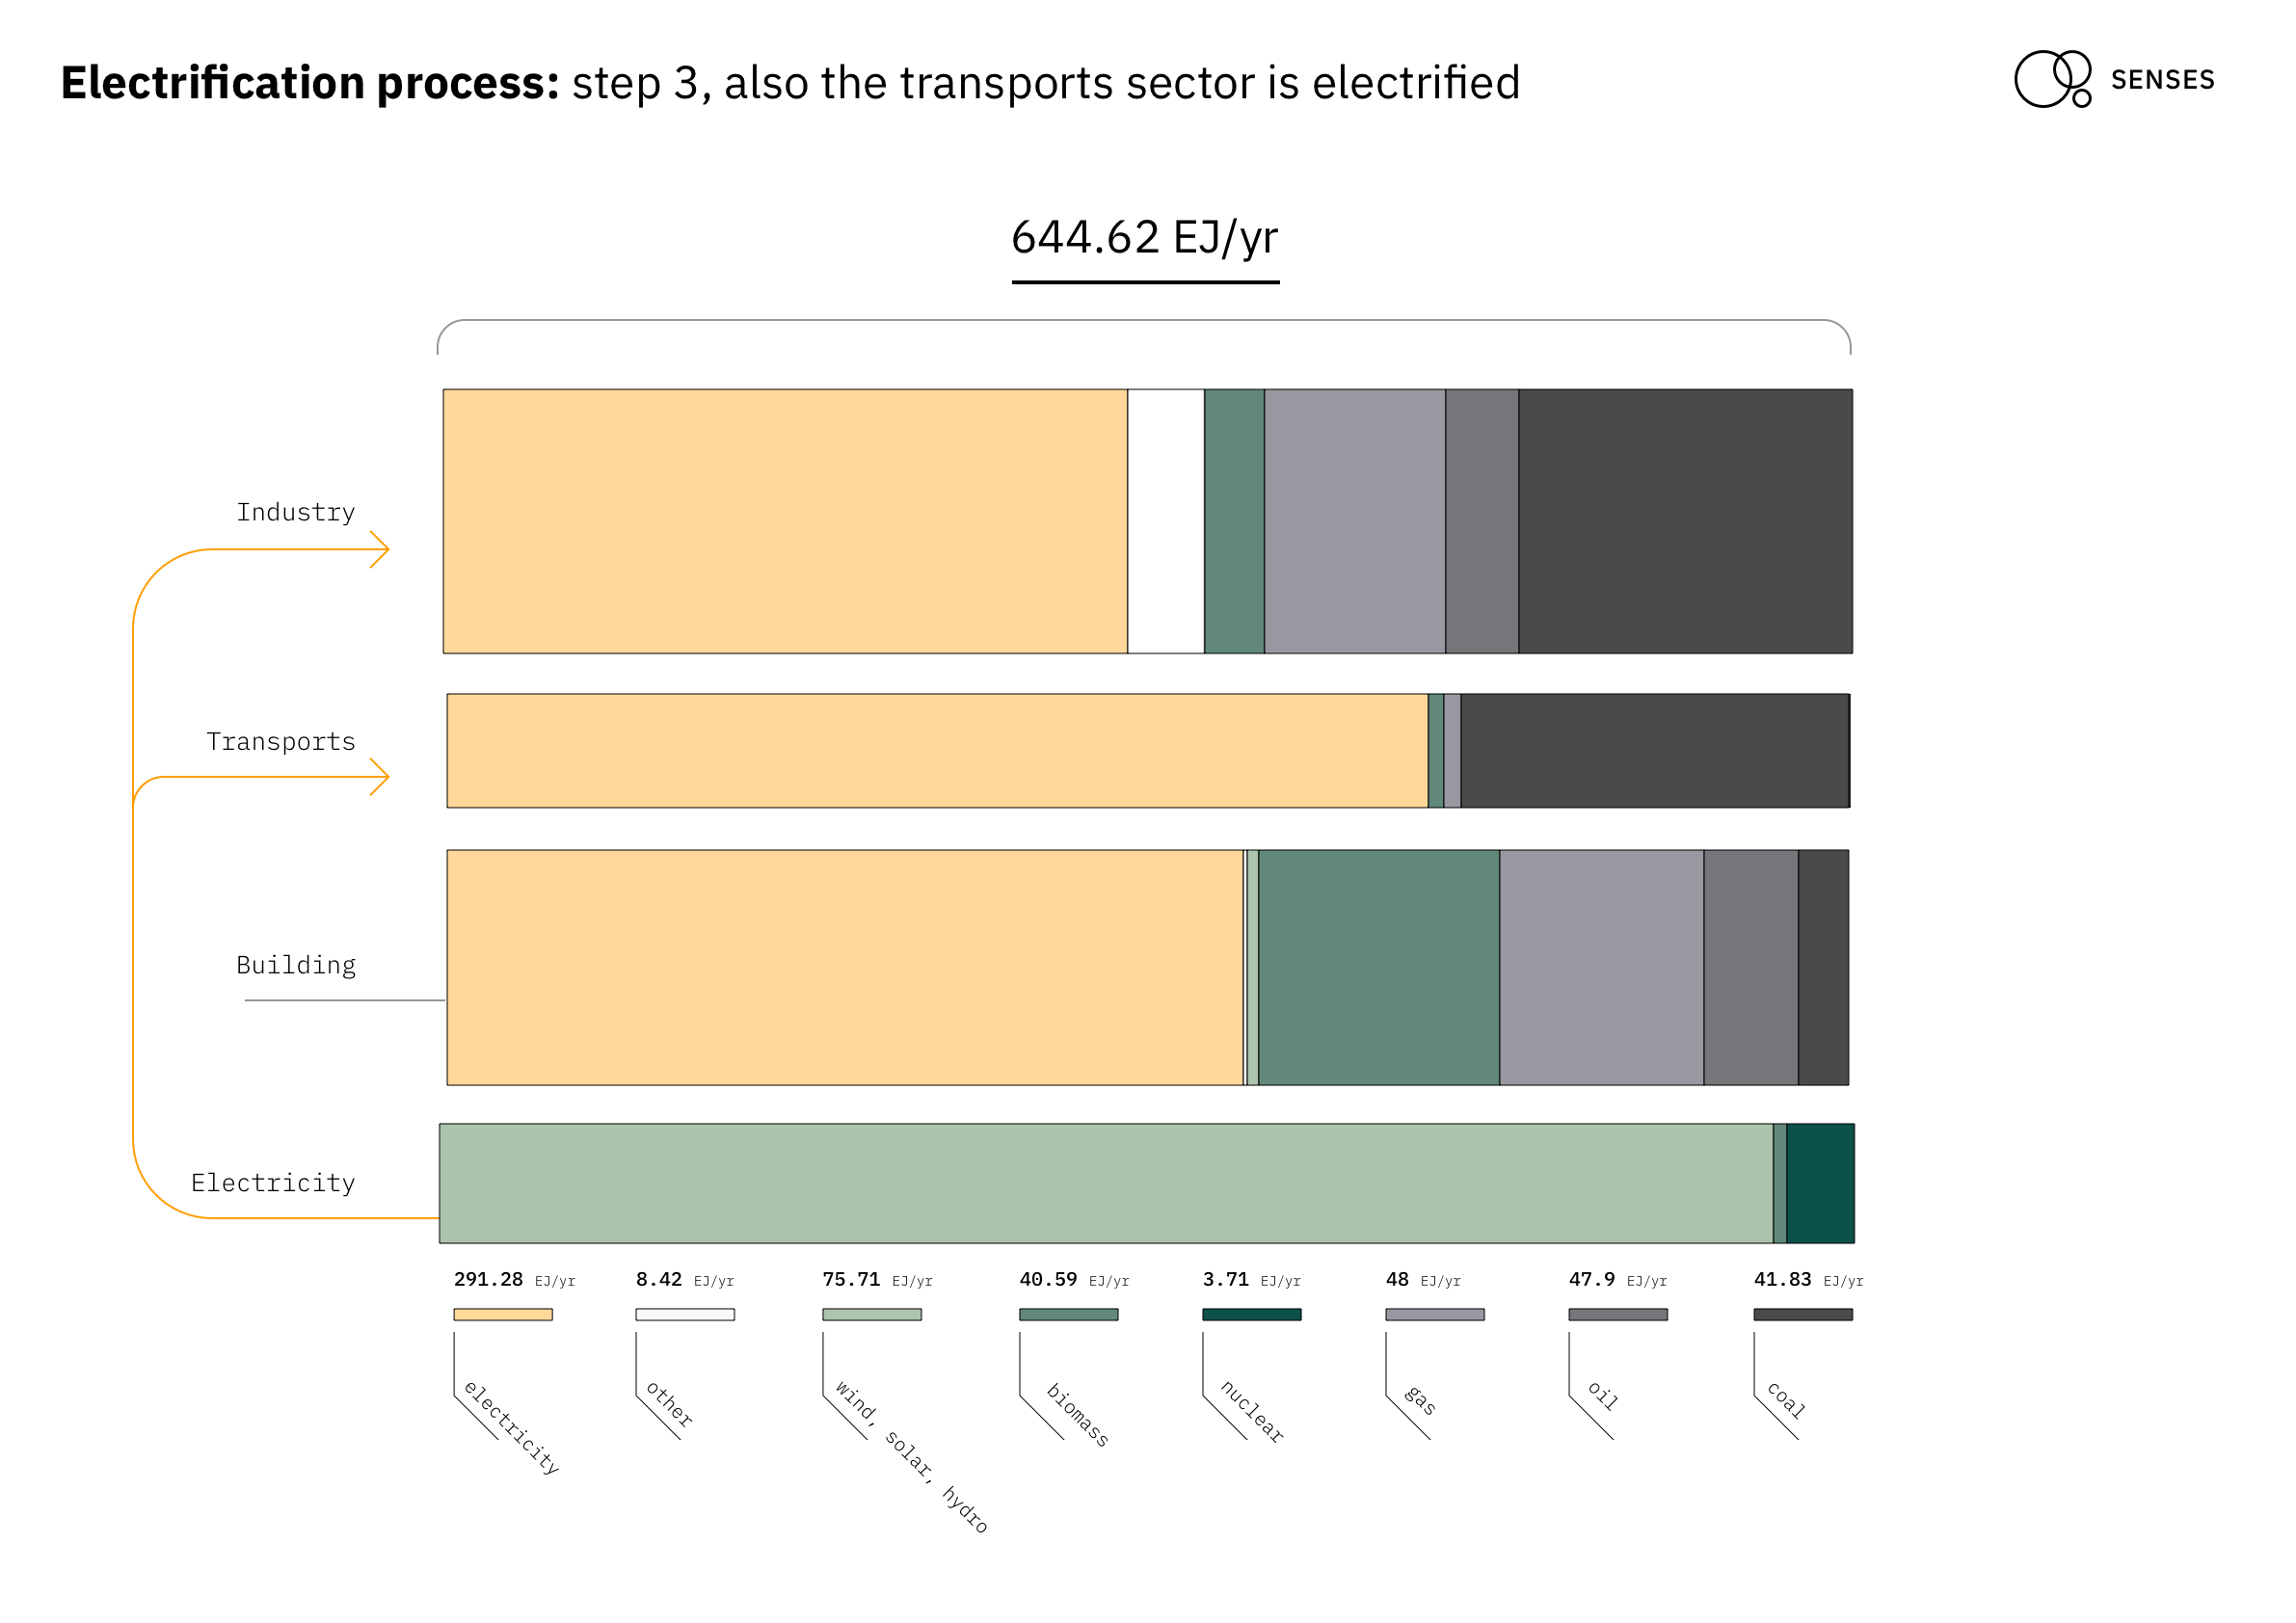 Electrification process: step 3, also the transports sector is electrified
SENSES
644.62 EJ/yr
Industry
Transports
Building
Electricity
291.28 EJ/yr
8.42 EJ/yr
75.71 EJ/yr
40.59 EJ/yr
3.71 EJ/yr
48 EJ/yr
47.9 EJ/yr
41.83 EJ/yr
electricity
other
wind, solar, hydro
biomass
nuclear
gas
oil
coal